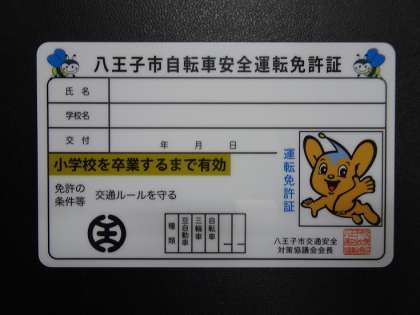 八王子市自転車安全運転免許証
氏 名
学校名
交 付 年 月 日
小学校を卒業するまで有効
免許の
条件等 交通ルールを守る
運転免許証
種類 豆自動車 三輪車 自転車
八王子市交通安全
対策協議会会長